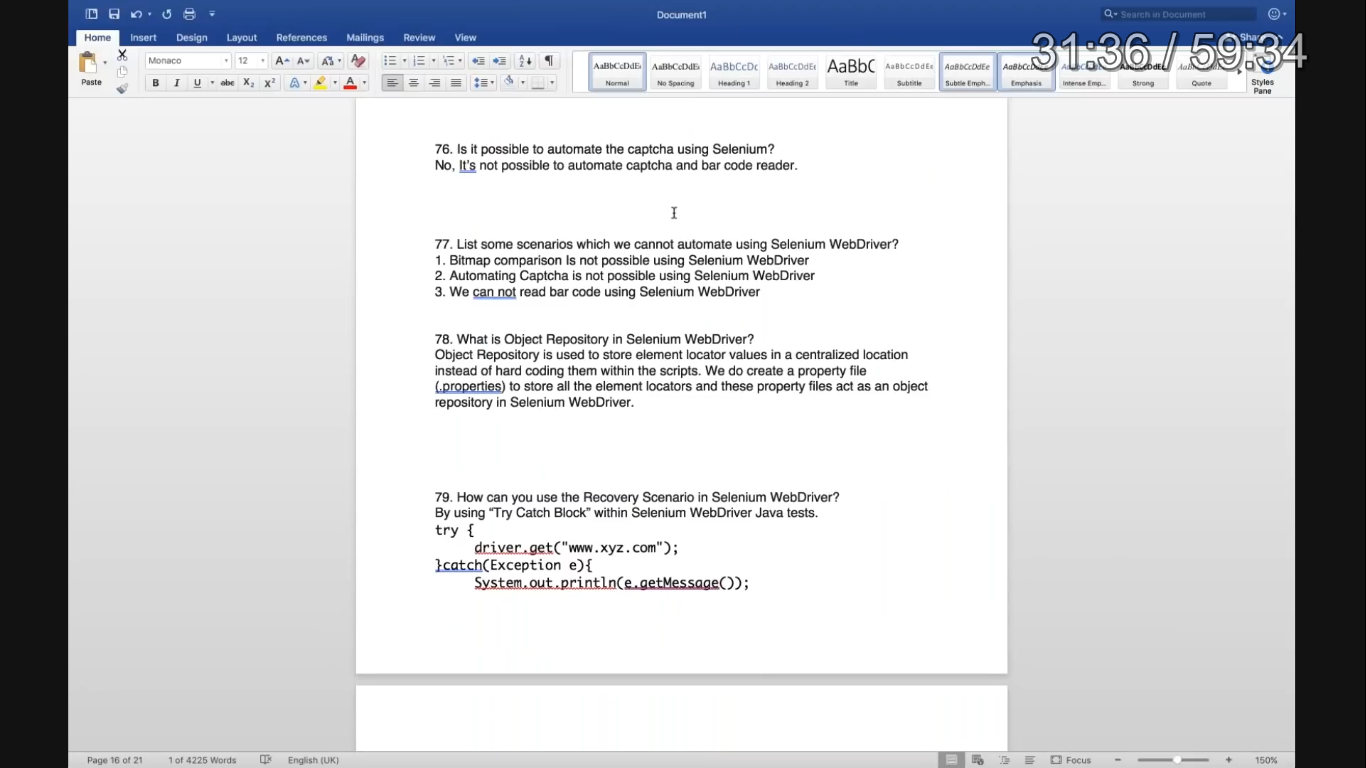 Document1
Search in Document
Home Insert Design Layout References Mailings Review View
31:36 / 59:34
Paste
Monaco 12
AaBbCcDdEe AaBbCcDdEe AaBbCcDc AaBbCcDdEe AaBbC AaBbCcDdEe AaBbCcDdEe
Normal No Spacing Heading 1 Heading 2 Title Subtitle Subtle Emph... Emphasis Intense Emp... Strong Quote
Styles
Pane
76. Is it possible to automate the captcha using Selenium?
No, It's not possible to automate captcha and bar code reader.
77. List some scenarios which we cannot automate using Selenium WebDriver?
1. Bitmap comparison Is not possible using Selenium WebDriver
2. Automating Captcha is not possible using Selenium WebDriver
3. We can not read bar code using Selenium WebDriver
78. What is Object Repository in Selenium WebDriver?
Object Repository is used to store element locator values in a centralized location
instead of hard coding them within the scripts. We do create a property file
(.properties) to store all the element locators and these property files act as an object
repository in Selenium WebDriver.
79. How can you use the Recovery Scenario in Selenium WebDriver?
By using “Try Catch Block” within Selenium WebDriver Java tests.
try {
driver.get("www.xyz.com");
}catch(Exception e){
System.out.println(e.getMessage());
Page 16 of 21 1 of 4225 Words English (UK) Focus 150%